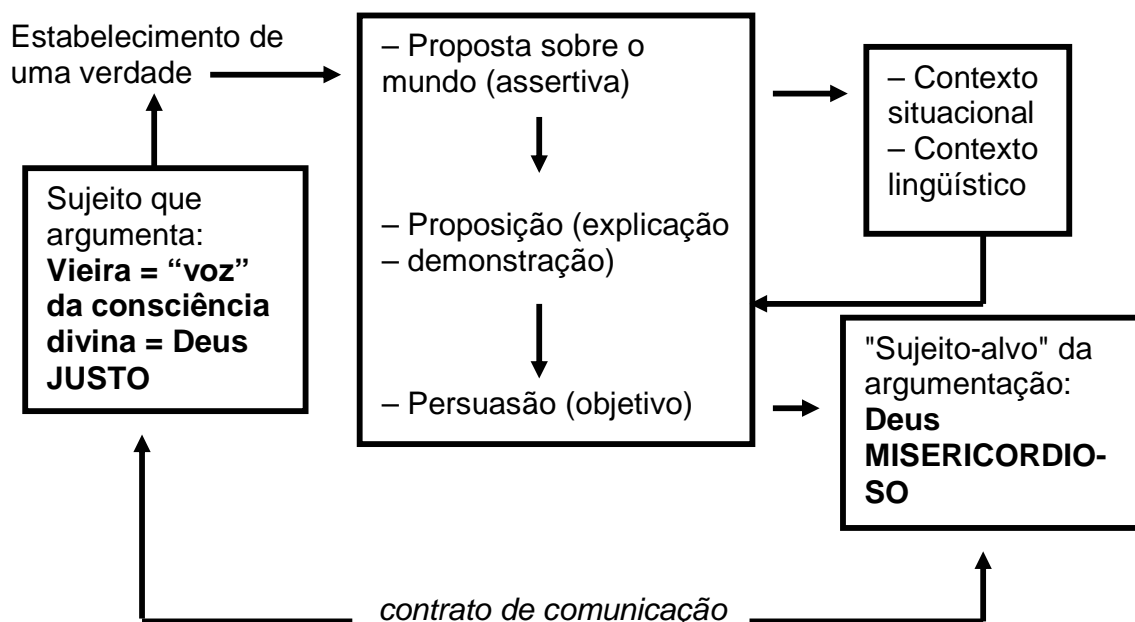 Estabelecimento de
uma verdade
– Proposta sobre o
mundo (assertiva)
– Proposição (explicação
– demonstração)
– Persuasão (objetivo)
– Contexto
situacional
– Contexto
lingüístico
Sujeito que
argumenta:
Vieira = “voz”
da consciência
divina = Deus
JUSTO
"Sujeito-alvo" da
argumentação:
Deus
MISERICORDIO-
SO
contrato de comunicação